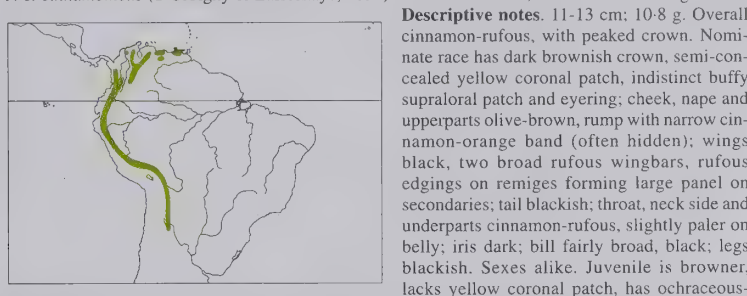 Descriptive notes. 11-13 cm; 10·8 g. Overall
cinnamon-rufous, with peaked crown. Nomi-
nate race has dark brownish crown, semi-con-
cealed yellow coronal patch, indistinct buffy
supraloral patch and eyering; cheek, nape and
upperparts olive-brown, rump with narrow cin-
namon-orange band (often hidden); wings
black, two broad rufous wingbars, rufous
edgings on remiges forming large panel on
secondaries; tail blackish; throat, neck side and
underparts cinnamon-rufous, slightly paler on
belly; iris dark; bill fairly broad, black; legs
blackish. Sexes alike. Juvenile is browner,
lacks yellow coronal patch, has ochraceous-